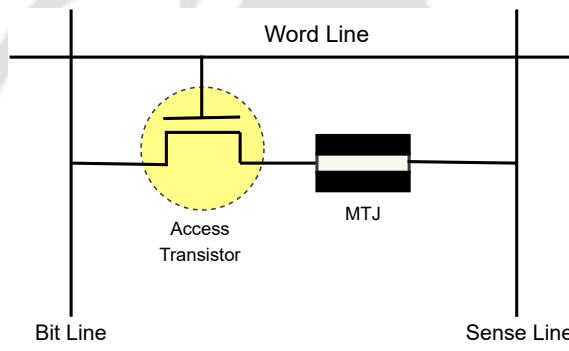 Word Line
MTJ
Access
Transistor
Bit Line
Sense Line